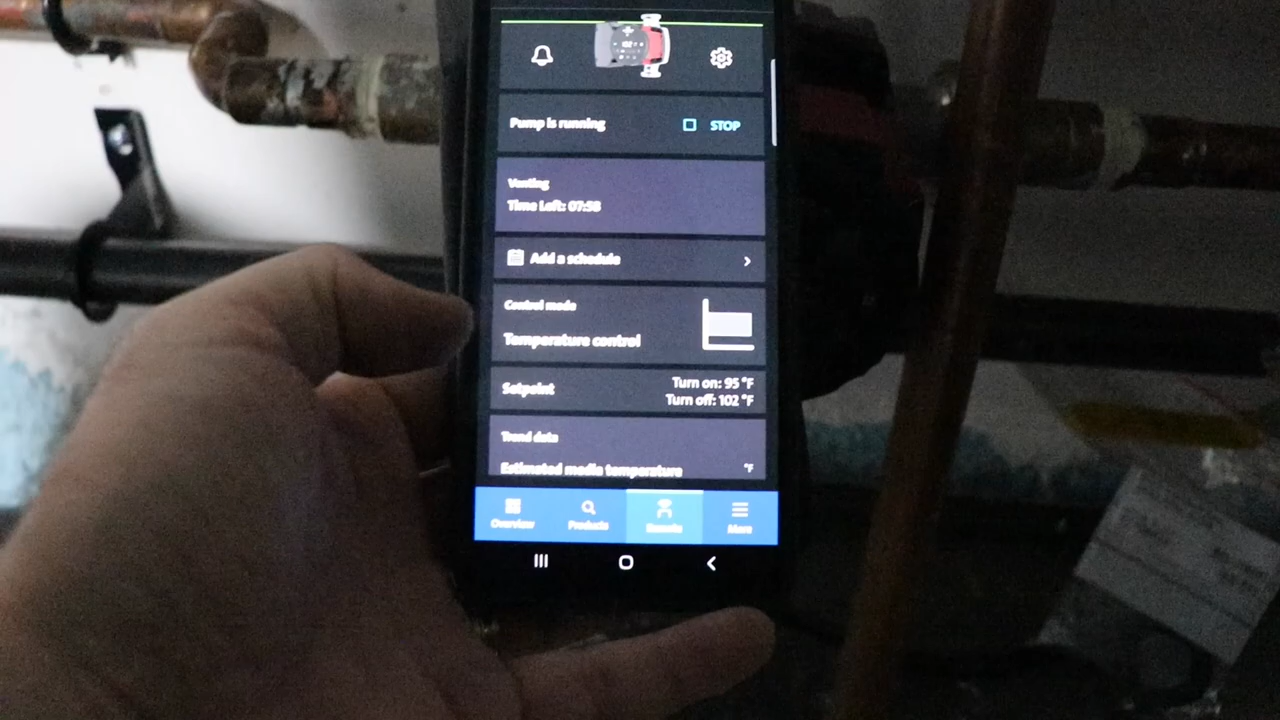 Pump is running
STOP
Venting
Time Left: 07:58
Add a schedule
Control mode
Temperature control
Setpoint
Turn on: 95 °F
Turn off: 102 °F
Trend data
Estimated media temperature
°F
Overview
Products
Remote
More